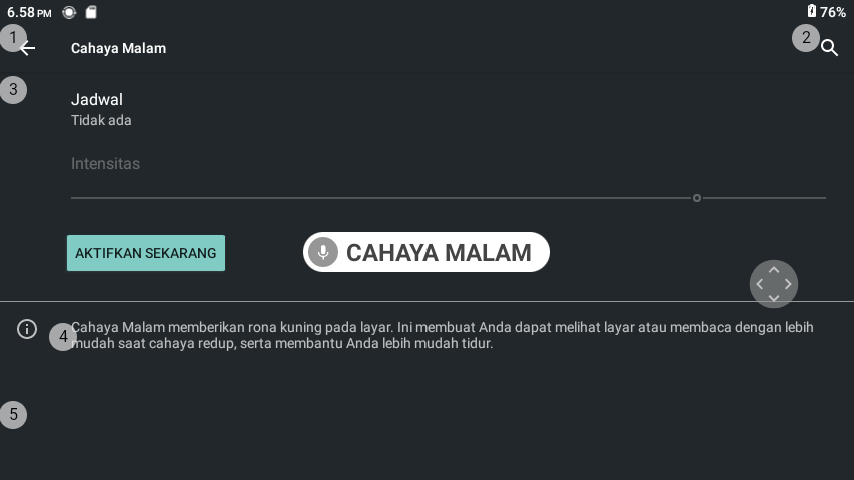 6.58 PM
76%
1
Cahaya Malam
2
3
Jadwal
Tidak ada
Intensitas
AKTIFKAN SEKARANG
CAHAYA MALAM
Cahaya Malam memberikan rona kuning pada layar. Ini membuat Anda dapat melihat layar atau membaca dengan lebih
4
mudah saat cahaya redup, serta membantu Anda lebih mudah tidur.
5